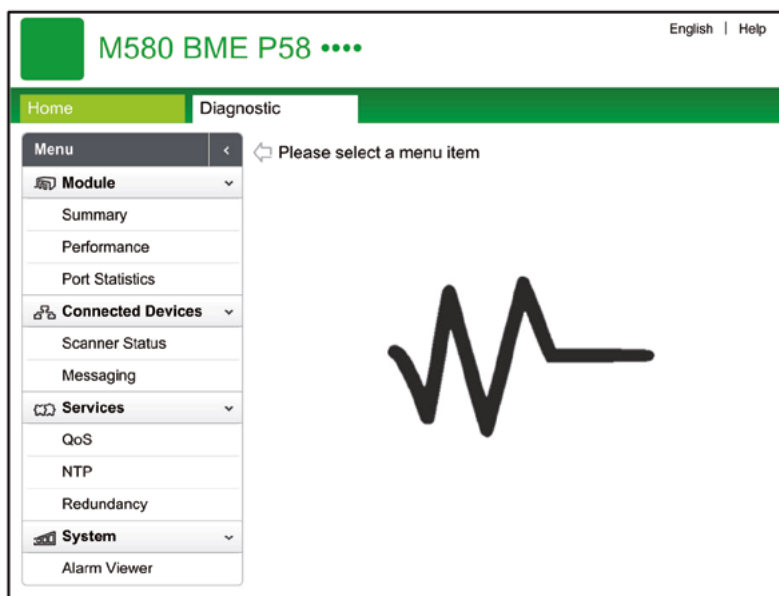 M580 BME P58 ••••
English | Help
Home
Diagnostic
Menu
Please select a menu item
Module
Summary
Performance
Port Statistics
Connected Devices
Scanner Status
Messaging
Services
QoS
NTP
Redundancy
System
Alarm Viewer